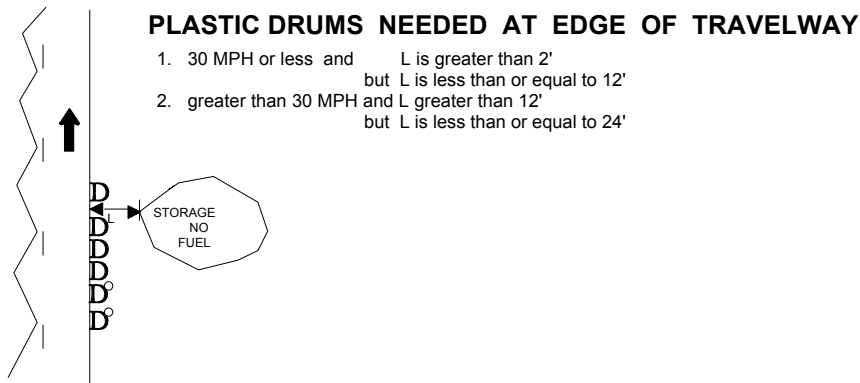 PLASTIC DRUMS NEEDED AT EDGE OF TRAVELWAY
1. 30 MPH or less and L is greater than 2'
but L is less than or equal to 12'
2. greater than 30 MPH and L greater than 12'
but L is less than or equal to 24'
D
L
D
D
D
D
D
STORAGE
NO
FUEL